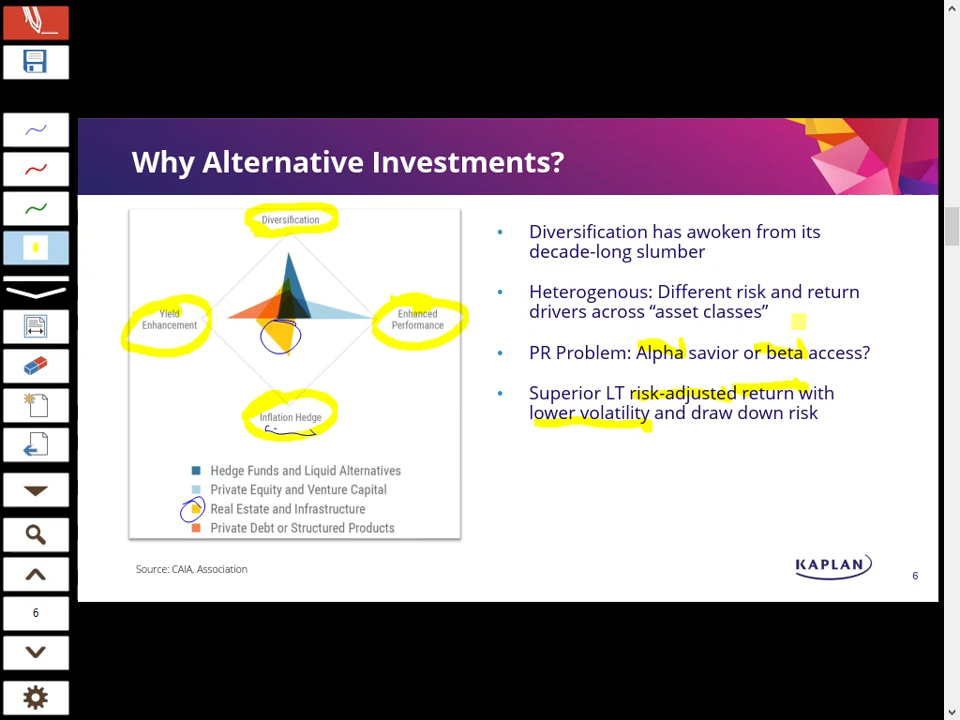 Why Alternative Investments?
Diversification
Yield
Enhancement
Enhanced
Performance
Inflation Hedge
Hedge Funds and Liquid Alternatives
Private Equity and Venture Capital
Real Estate and Infrastructure
Private Debt or Structured Products
Source: CAIA, Association
• Diversification has awoken from its
decade-long slumber
• Heterogenous: Different risk and return
drivers across “asset classes”
• PR Problem: Alpha savior or beta access?
• Superior LT risk-adjusted return with
lower volatility and draw down risk
KAPLAN
6
6